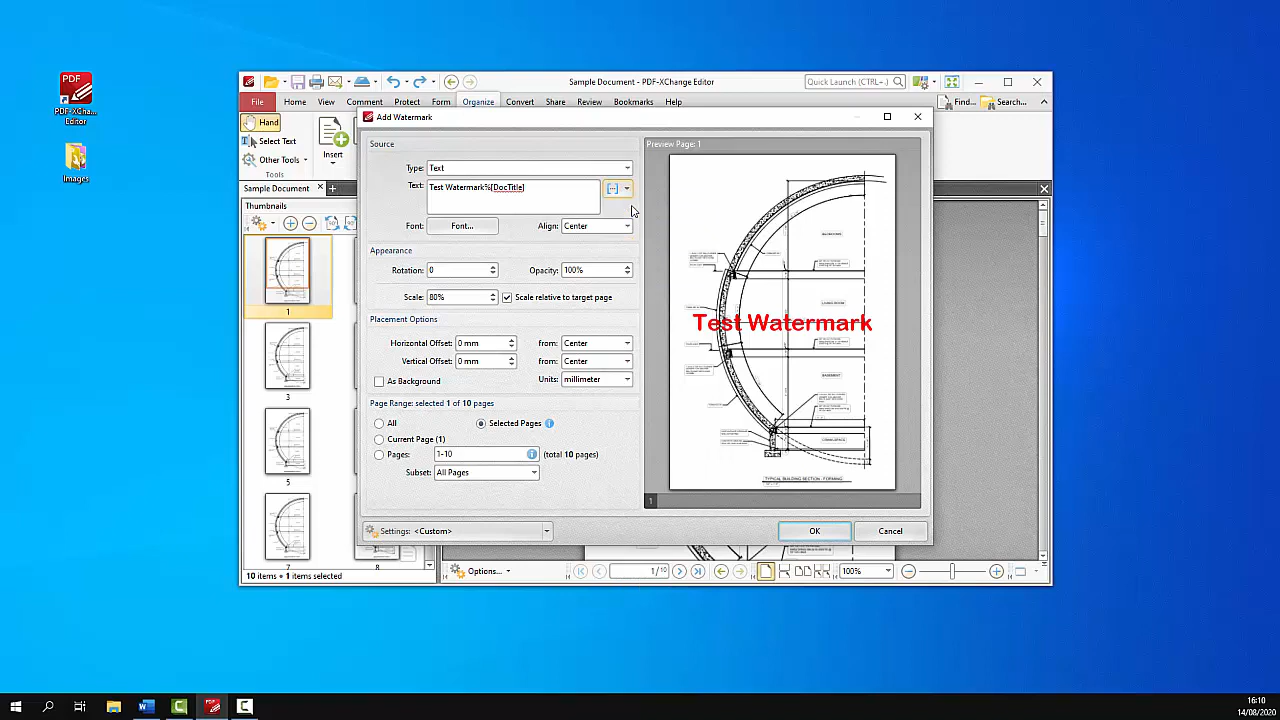 PDF
PDF-XCha...
Editor
Images
Sample Document - PDF-XChange Editor
Quick Launch (CTRL+.)
File
Home
View
Comment
Protect
Form
Organize
Convert
Share
Review
Bookmarks
Help
Find...
Search...
Hand
Select Text
Other Tools
Tools
Insert
Sample Document
Thumbnails
1
3
5
7
8
10 items • 1 items selected
Add Watermark
Source
Type: Text
Text: Test Watermark%[DocTitle]
Font: Font...
Align: Center
Appearance
Rotation: 0
Opacity: 100%
Scale: 80%
Scale relative to target page
Placement Options
Horizontal Offset: 0 mm
from: Center
Vertical Offset: 0 mm
from: Center
As Background
Units: millimeter
Page Range: selected 1 of 10 pages
All
Selected Pages
Current Page (1)
Pages: 1-10
(total 10 pages)
Subset: All Pages
Settings: <Custom>
OK
Cancel
Preview Page: 1
LIVING ROOM
Test Watermark
BASEMENT
CRAWL SPACE
TYPICAL BUILDING SECTION - FORMING
1
Options...
1/10
100%
16:10
14/08/2020